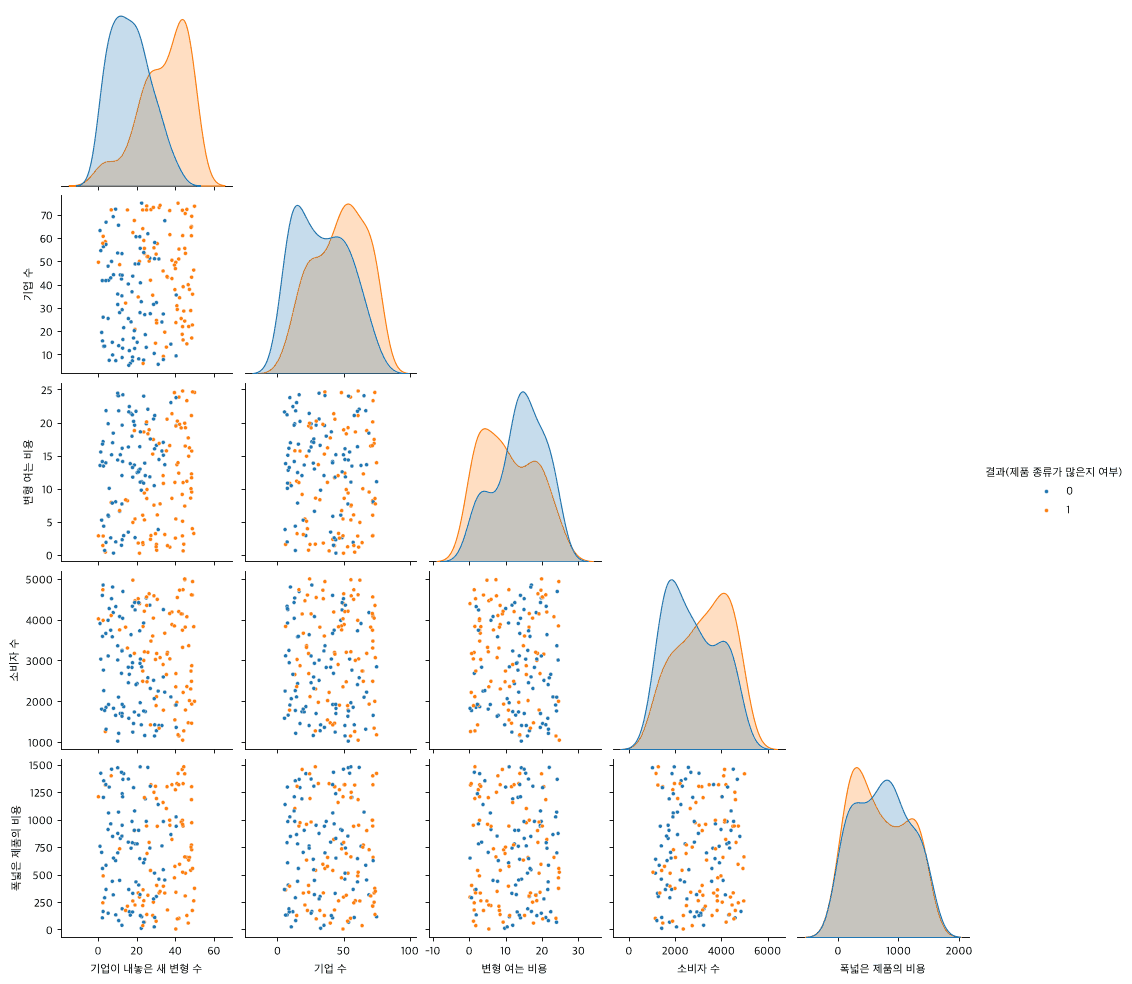 기업 수
70
60
50
40
30
20
10
변형 여는 비용
25
20
15
10
5
0
결과(제품 종류가 많은지 여부)
0
1
소비자 수
5000
4000
3000
2000
1000
폭넓은 제품의 비용
1500
1250
1000
750
500
250
0
0 20 40 60
기업이 내놓은 새 변형 수
0 50 100
기업 수
-10 0 10 20 30
변형 여는 비용
0 2000 4000 6000
소비자 수
0 1000 2000
폭넓은 제품의 비용